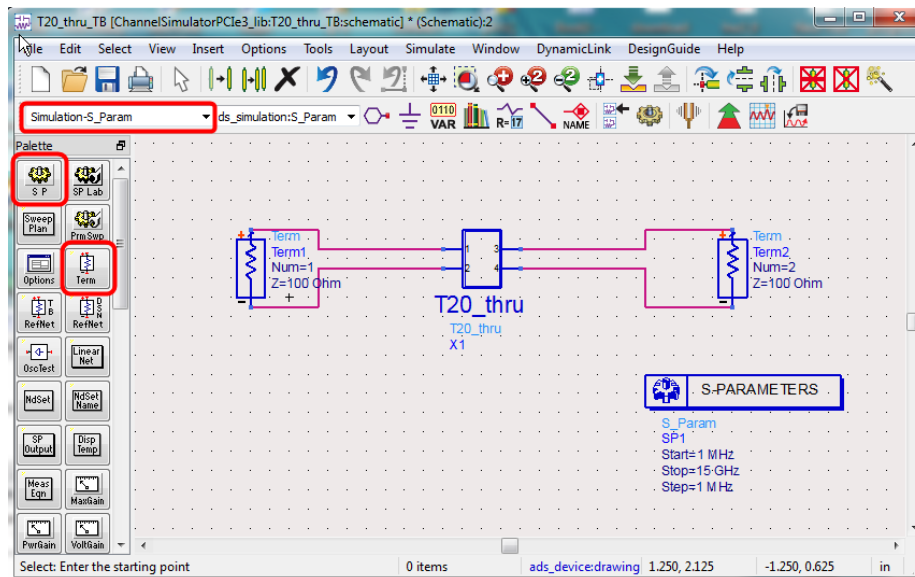 T20_thru_TB [ChannelSimulatorPCIe3_lib:T20_thru_TB:schematic] * (Schematic):2
File Edit Select View Insert Options Tools Layout Simulate Window DynamicLink DesignGuide Help
Simulation-S_Param
ds_simulation:S_Param
0110
VAR
R=17
NAME
Palette
S P
SP Lab
Sweep
Plan
Prm Swp
Options
Term
RefNet
RefNet
OscTest
Linear
Net
NdSet
NdSet
Name
SP
Output
Disp
Temp
Meas
Eqn
MaxGain
PwrGain
VoltGain
Term
Term1
Num=1
Z=100 Ohm
1
2
3
4
T20_thru
T20_thru
X1
Term
Term2
Num=2
Z=100 Ohm
S-PARAMETERS
S_Param
SP1
Start=1 MHz
Stop=15 GHz
Step=1 MHz
Select: Enter the starting point
0 items
ads_device:drawing
1.250, 2.125
-1.250, 0.625
in